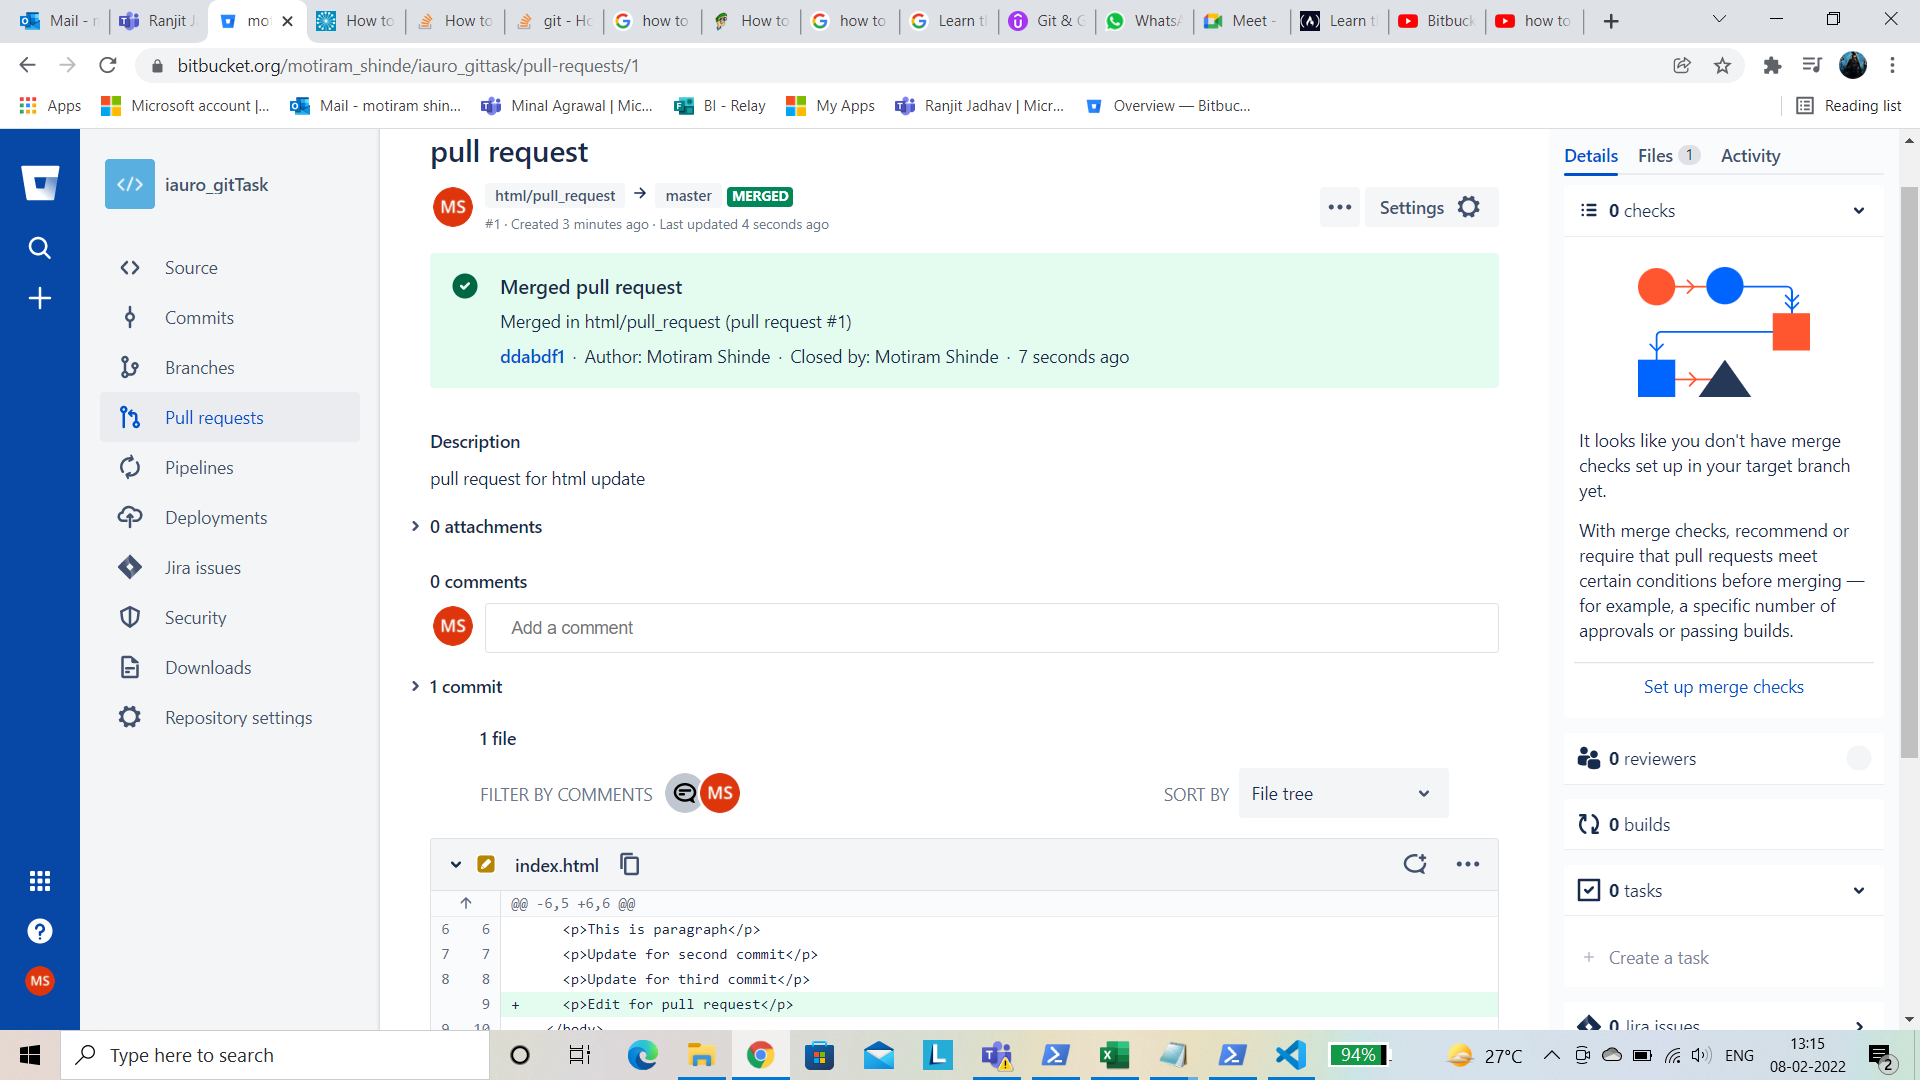 Mail - r
Ranjit J
mot
How to
How to
git - Ho
how to
How to
how to
Learn t
Git & G
WhatsA
Meet -
Learn t
Bitbuck
how to
bitbucket.org/motiram_shinde/iauro_gittask/pull-requests/1
Apps
Microsoft account |...
Mail - motiram shin...
Minal Agrawal | Mic...
BI - Relay
My Apps
Ranjit Jadhav | Micr...
Overview — Bitbuc...
Reading list
iauro_gitTask
Source
Commits
Branches
Pull requests
Pipelines
Deployments
Jira issues
Security
Downloads
Repository settings
MS
pull request
MS
html/pull_request → master MERGED
#1 · Created 3 minutes ago · Last updated 4 seconds ago
Settings
Merged pull request
Merged in html/pull_request (pull request #1)
ddabdf1 · Author: Motiram Shinde · Closed by: Motiram Shinde · 7 seconds ago
Description
pull request for html update
0 attachments
0 comments
MS
Add a comment
1 commit
1 file
FILTER BY COMMENTS
MS
SORT BY
File tree
index.html
@@ -6,5 +6,6 @@
6 6 <p>This is paragraph</p>
7 7 <p>Update for second commit</p>
8 8 <p>Update for third commit</p>
9 + <p>Edit for pull request</p>
9 10 </body>
Details
Files 1
Activity
0 checks
It looks like you don't have merge
checks set up in your target branch
yet.
With merge checks, recommend or
require that pull requests meet
certain conditions before merging —
for example, a specific number of
approvals or passing builds.
Set up merge checks
0 reviewers
0 builds
0 tasks
+ Create a task
0 Jira issues
Type here to search
94%
27°C
ENG
13:15
08-02-2022
2